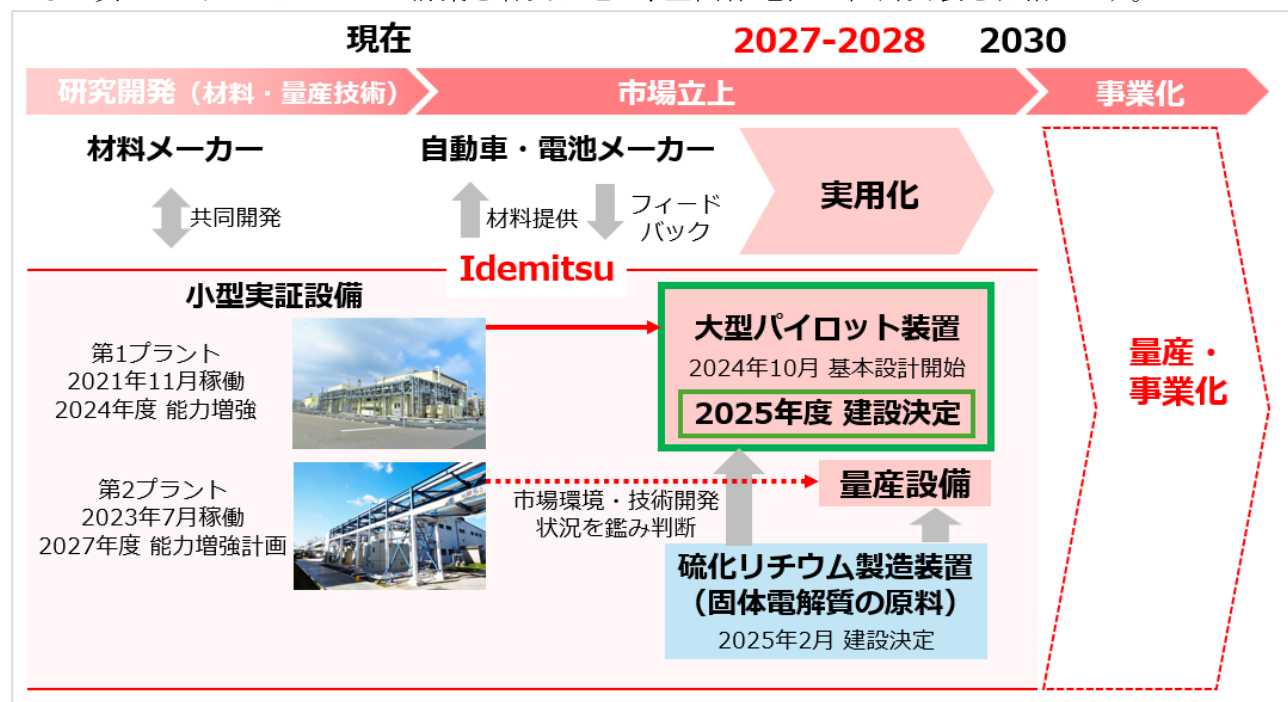 現在
2027-2028
2030
研究開発（材料・量産技術）
市場立上
事業化
材料メーカー
自動車・電池メーカー
実用化
共同開発
材料提供
フィード
バック
Idemitsu
小型実証設備
第1プラント
2021年11月稼働
2024年度 能力増強
大型パイロット装置
2024年10月 基本設計開始
2025年度 建設決定
量産・
事業化
第2プラント
2023年7月稼働
2027年度 能力増強計画
市場環境・技術開発
状況を鑑み判断
量産設備
硫化リチウム製造装置
（固体電解質の原料）
2025年2月 建設決定